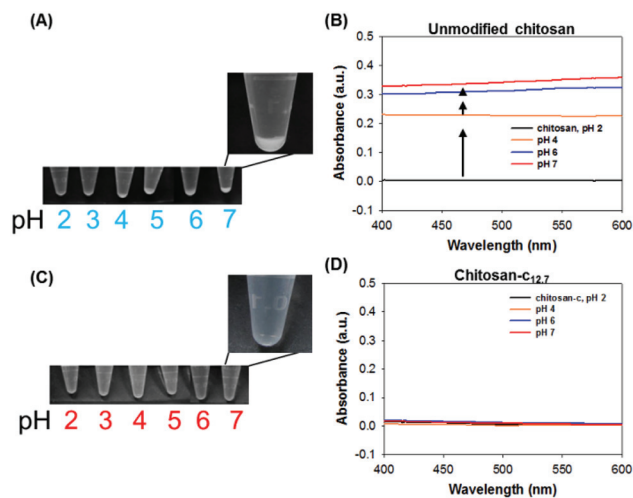 (A)
pH 2 3 4 5 6 7
(B)
Unmodified chitosan
Absorbance (a.u.)
0.5
0.4
0.3
0.2
0.1
0.0
-0.1
chitosan, pH 2
pH 4
pH 6
pH 7
400 450 500 550 600
Wavelength (nm)
(C)
pH 2 3 4 5 6 7
(D)
Chitosan-c12.7
Absorbance (a.u.)
0.5
0.4
0.3
0.2
0.1
0.0
-0.1
chitosan-c, pH 2
pH 4
pH 6
pH 7
400 450 500 550 600
Wavelength (nm)